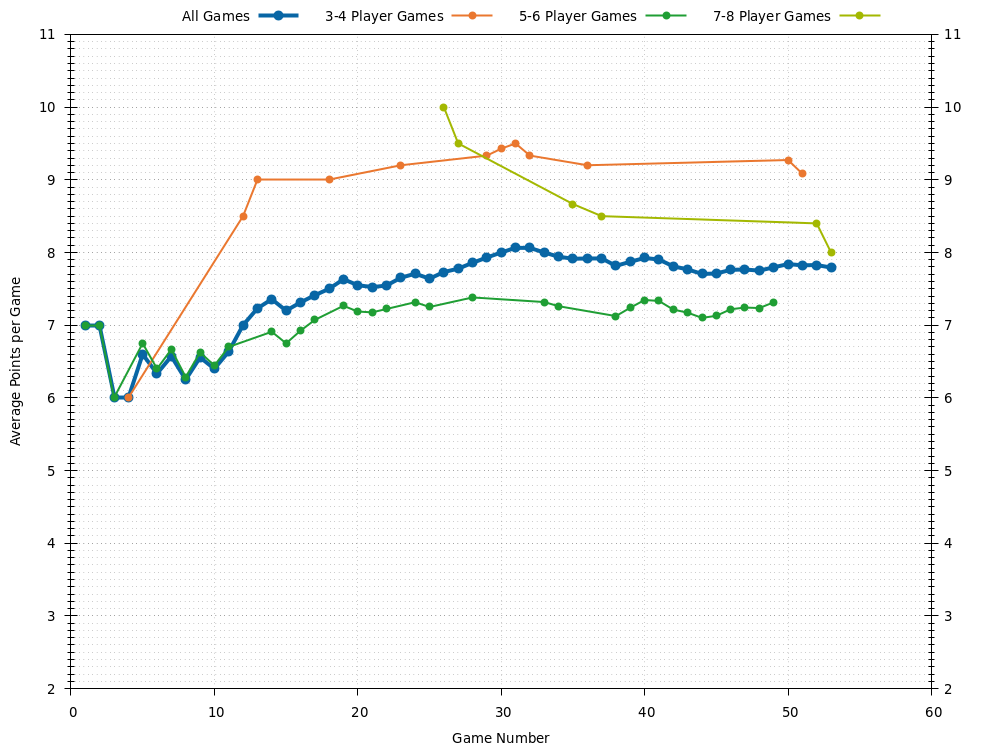 All Games 3-4 Player Games 5-6 Player Games 7-8 Player Games
11 11
10 10
9 9
8 8
7 7
6 6
5 5
4 4
3 3
2 2
0 10 20 30 40 50 60
Average Points per Game
Game Number